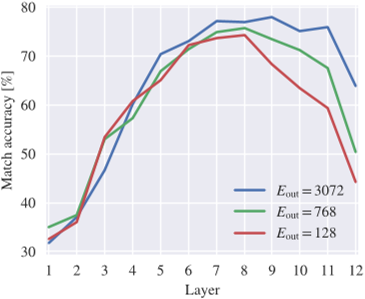 80
70
60
50
40
30
Match accuracy [%]
E_out = 3072
E_out = 768
E_out = 128
1 2 3 4 5 6 7 8 9 10 11 12
Layer